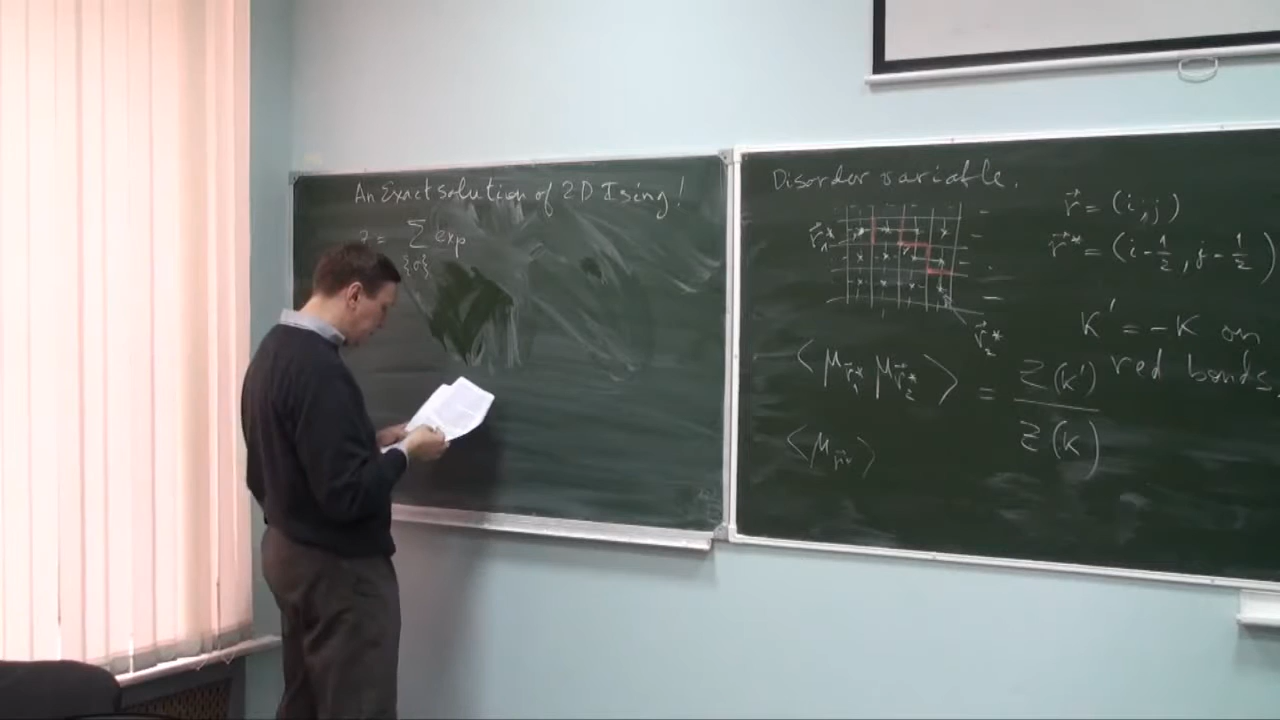 An Exact solution of 2D Ising!
Z = Σ exp
{σ}
Disorder variable.
r⃗₁*
r⃗₂*
r⃗ = (i, j)
r⃗* = (i - 1/2, j - 1/2)
K' = -K on
red bonds.
⟨μ_r⃗₁* μ_r⃗₂*⟩ = Z(K') / Z(K)
⟨μ_r⃗*⟩